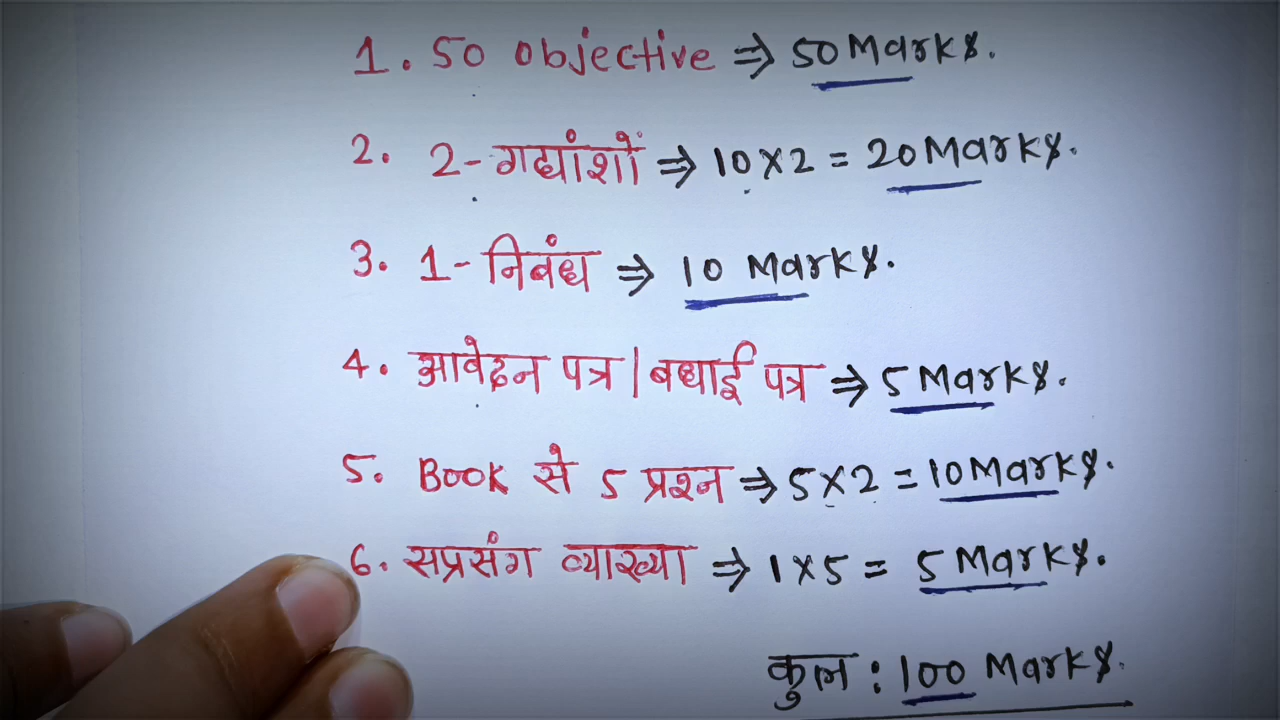 1. 50 Objective ⇒ 50 Marks.
2. 2-गद्यांशों ⇒ 10×2 = 20 Marks.
3. 1-निबंध ⇒ 10 Marks.
4. आवेदन पत्र|बधाई पत्र ⇒ 5 Marks.
5. Book से 5 प्रश्न ⇒ 5×2 = 10 Marks.
6. सप्रसंग व्याख्या ⇒ 1×5 = 5 Marks.
कुल : 100 Marks.